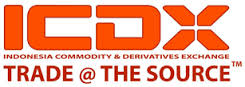 ICDX
INDONESIA COMMODITY & DERIVATIVES EXCHANGE
TRADE @ THE SOURCE™